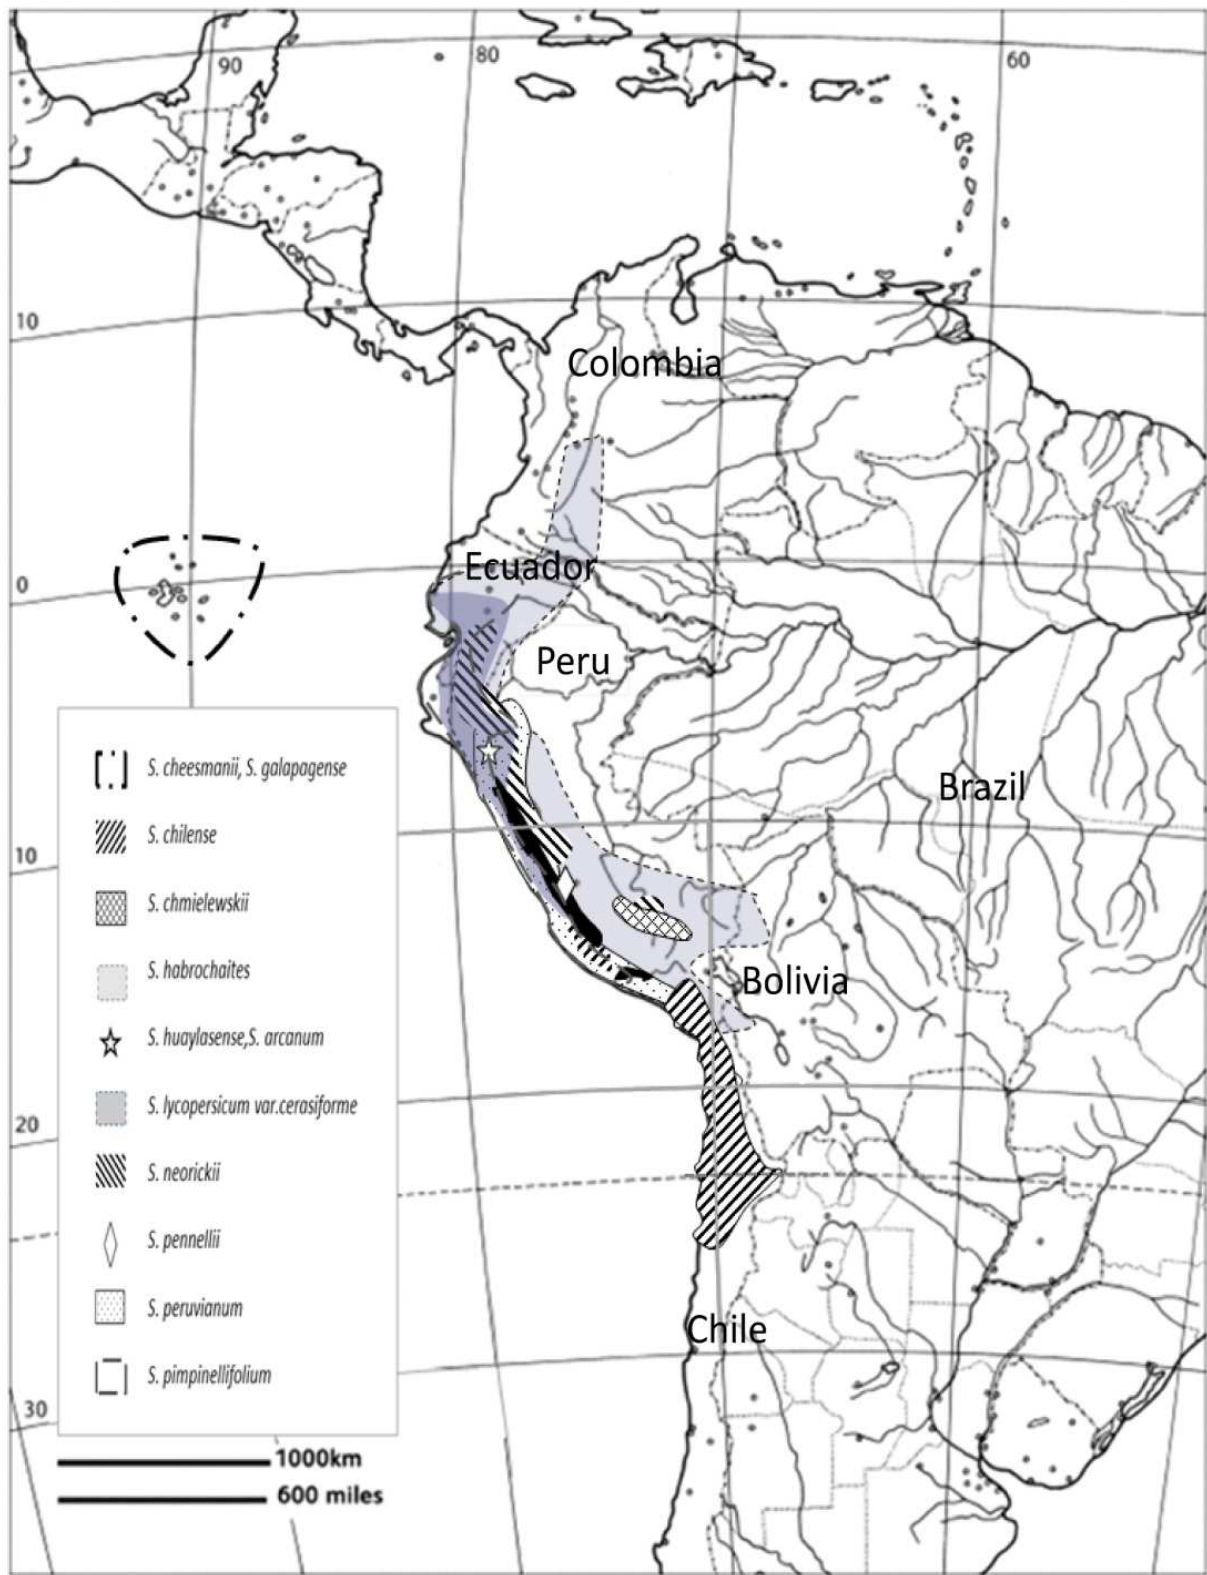 90
80
60
10
Colombia
0
Ecuador
Peru
Brazil
S. cheesmanii, S. galapagense
S. chilense
10
S. chmielewskii
S. habrochaites
Bolivia
S. huaylasense,S. arcanum
S. lycopersicum var.cerasiforme
20
S. neorickii
S. pennellii
S. peruvianum
Chile
S. pimpinellifolium
30
1000km
600 miles